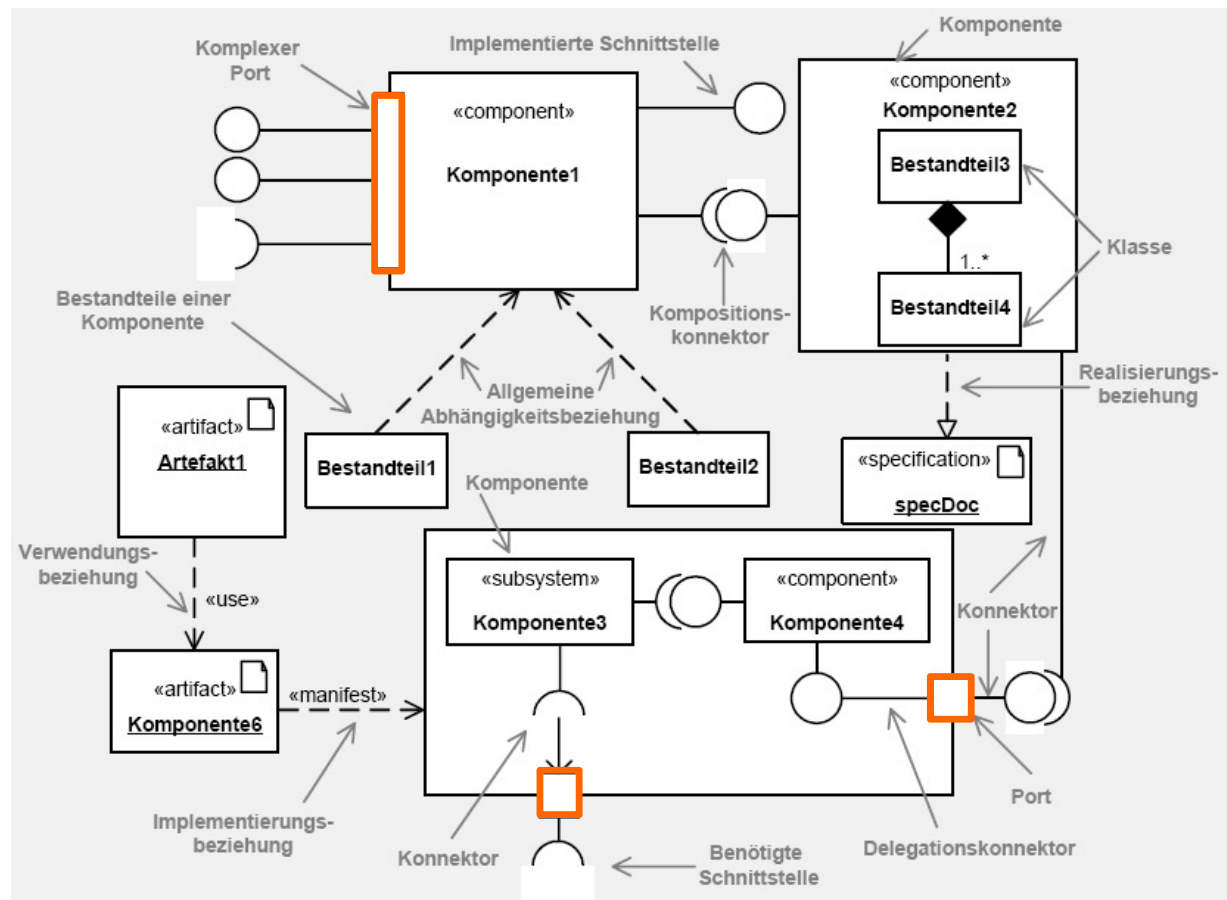 Komplexer
Port
Implementierte Schnittstelle
Komponente
«component»
Komponente1
«component»
Komponente2
Bestandteil3
1..*
Bestandteil4
Klasse
Kompositions-
konnektor
Bestandteile einer
Komponente
Allgemeine
Abhängigkeitsbeziehung
Realisierungs-
beziehung
«artifact»
Artefakt1
Bestandteil1
Bestandteil2
«specification»
specDoc
Komponente
Verwendungs-
beziehung
«use»
«subsystem»
Komponente3
«component»
Komponente4
Konnektor
«artifact»
Komponente6
«manifest»
Implementierungs-
beziehung
Konnektor
Benötigte
Schnittstelle
Delegationskonnektor
Port